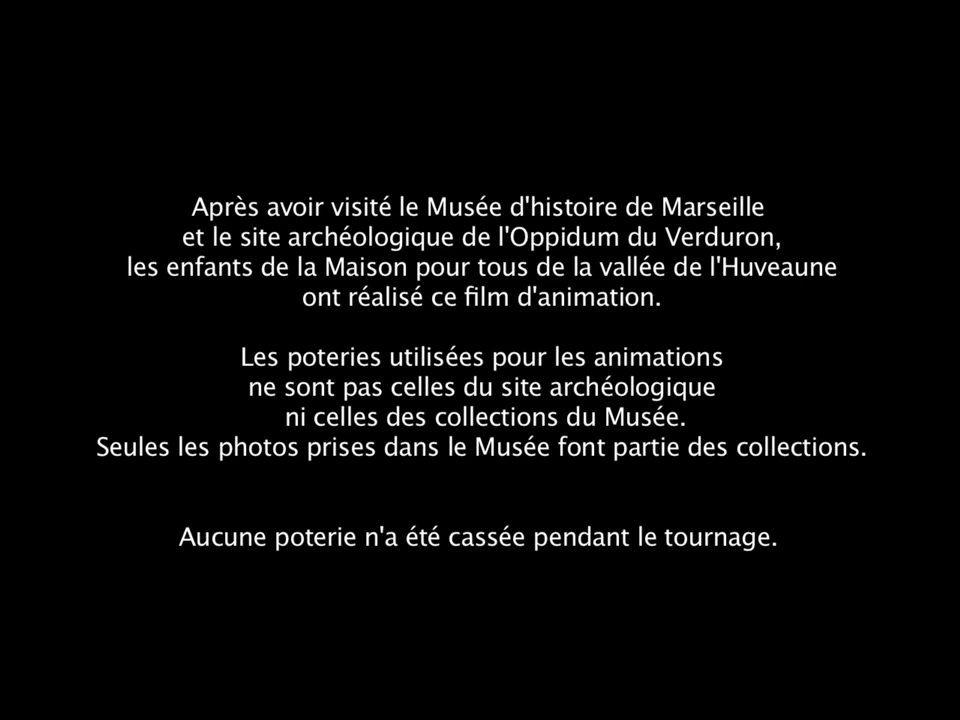 Après avoir visité le Musée d'histoire de Marseille
et le site archéologique de l'Oppidum du Verduron,
les enfants de la Maison pour tous de la vallée de l'Huveaune
ont réalisé ce film d'animation.
Les poteries utilisées pour les animations
ne sont pas celles du site archéologique
ni celles des collections du Musée.
Seules les photos prises dans le Musée font partie des collections.
Aucune poterie n'a été cassée pendant le tournage.